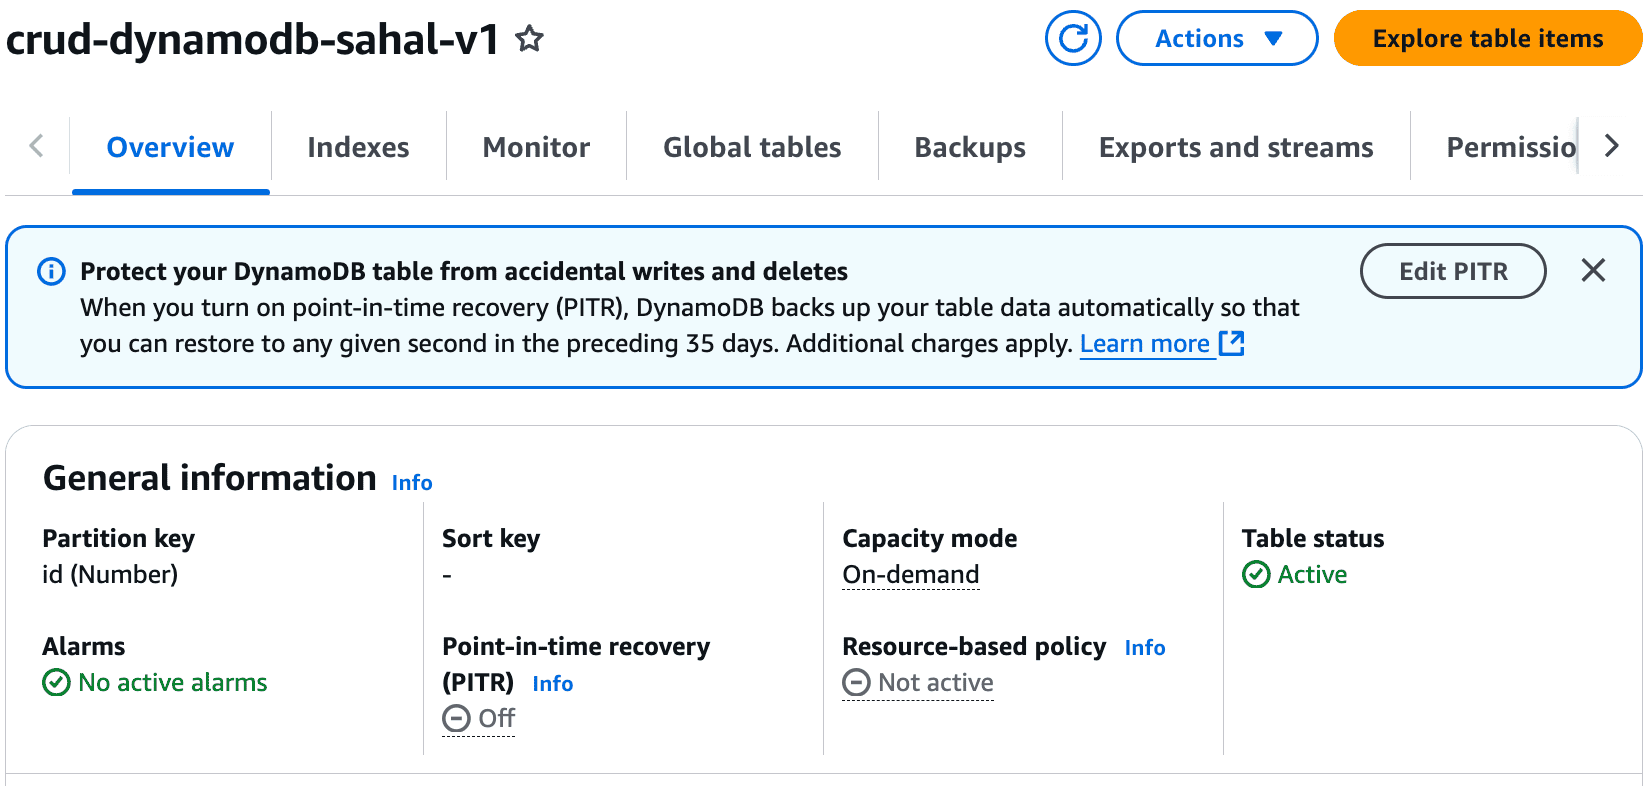 crud-dynamodb-sahal-v1
Actions
Explore table items
Overview
Indexes
Monitor
Global tables
Backups
Exports and streams
Permissio
Protect your DynamoDB table from accidental writes and deletes
Edit PITR
When you turn on point-in-time recovery (PITR), DynamoDB backs up your table data automatically so that
you can restore to any given second in the preceding 35 days. Additional charges apply. Learn more
General information Info
Partition key
id (Number)
Sort key
-
Capacity mode
On-demand
Table status
Active
Alarms
No active alarms
Point-in-time recovery
(PITR) Info
Off
Resource-based policy Info
Not active